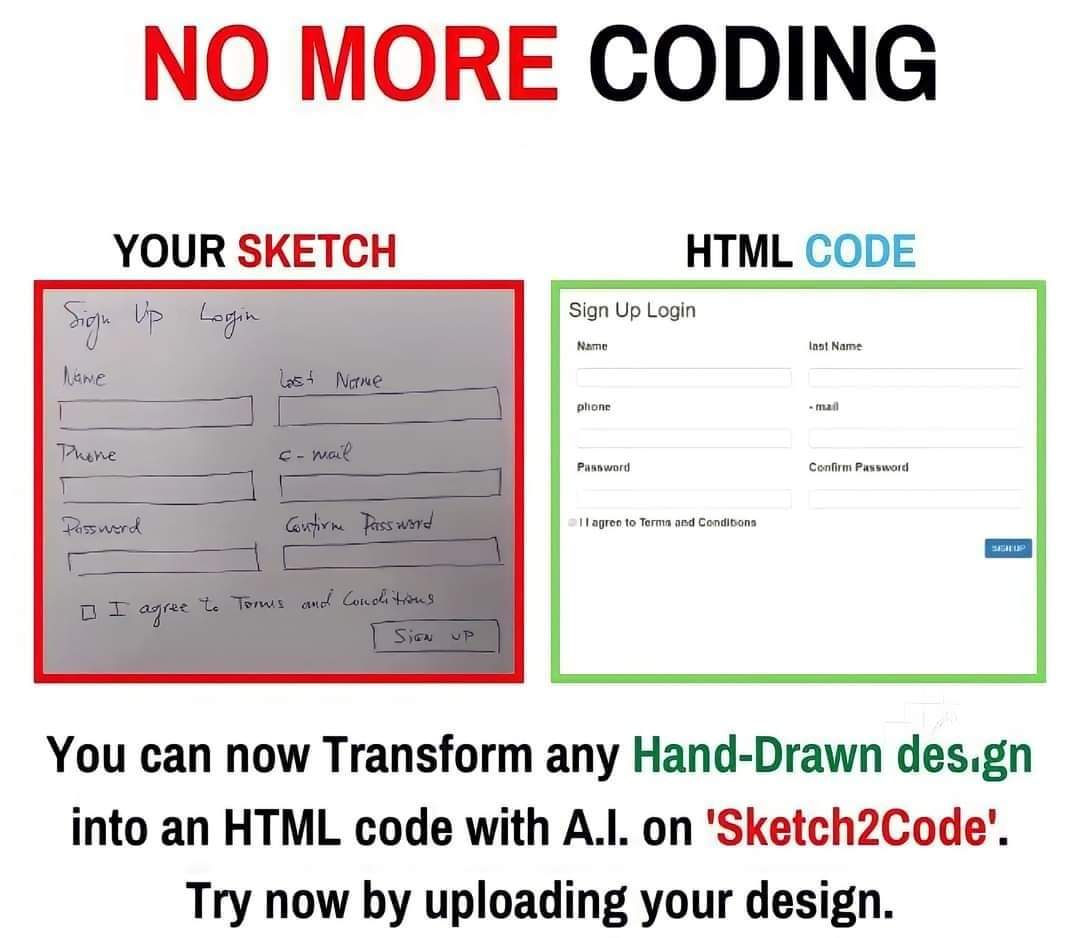 NO MORE CODING
YOUR SKETCH
HTML CODE
Sign Up Login
Name
Last Name
Phone
e-mail
Password
Confirm Password
I agree to Terms and Conditions
SIGN UP
Sign Up Login
Name
last Name
phone
- mail
Password
Confirm Password
I I agree to Terms and Conditions
SIGN UP
You can now Transform any Hand-Drawn design
into an HTML code with A.I. on 'Sketch2Code'.
Try now by uploading your design.